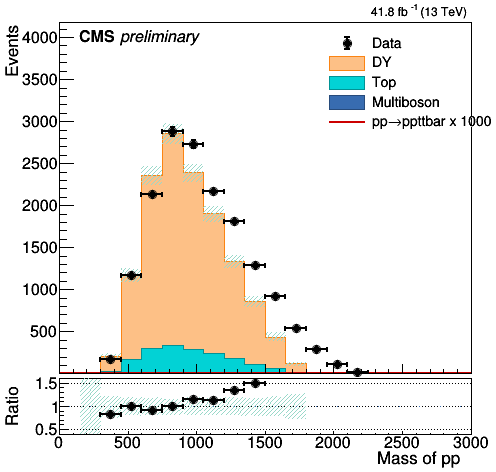 41.8 fb⁻¹ (13 TeV)
Events
CMS preliminary
Data
DY
Top
Multiboson
pp→ppttbar x 1000
4000
3500
3000
2500
2000
1500
1000
500
Ratio
1.5
1
0.5
0 500 1000 1500 2000 2500 3000
Mass of pp